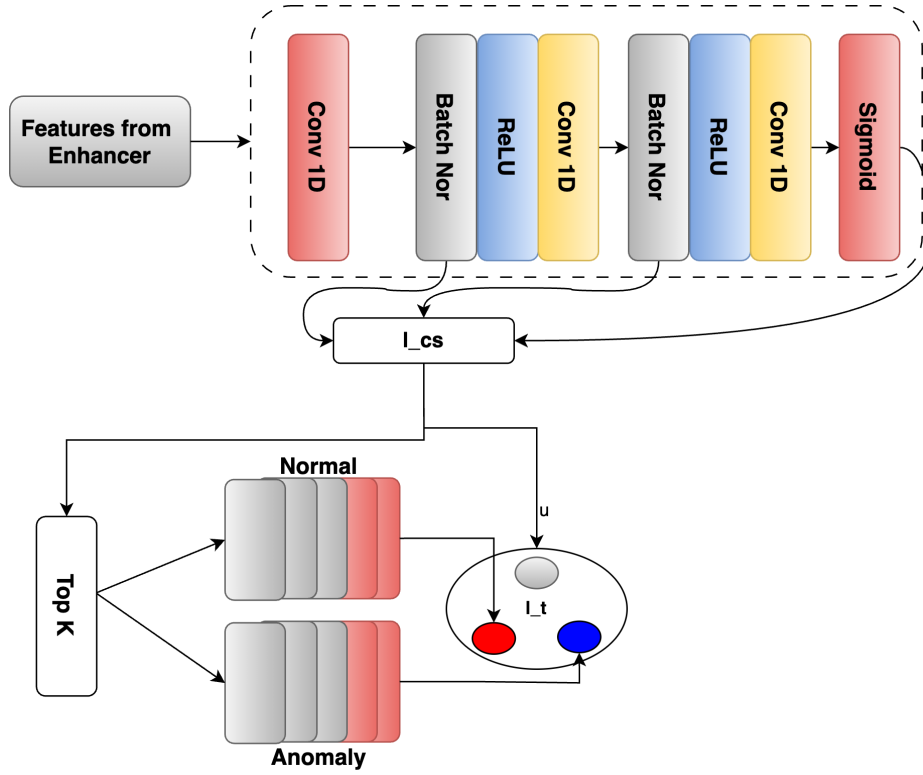 Features from
Enhancer
Conv 1D
Batch Nor
ReLU
Conv 1D
Batch Nor
ReLU
Conv 1D
Sigmoid
l_cs
Normal
u
Top K
l_t
Anomaly